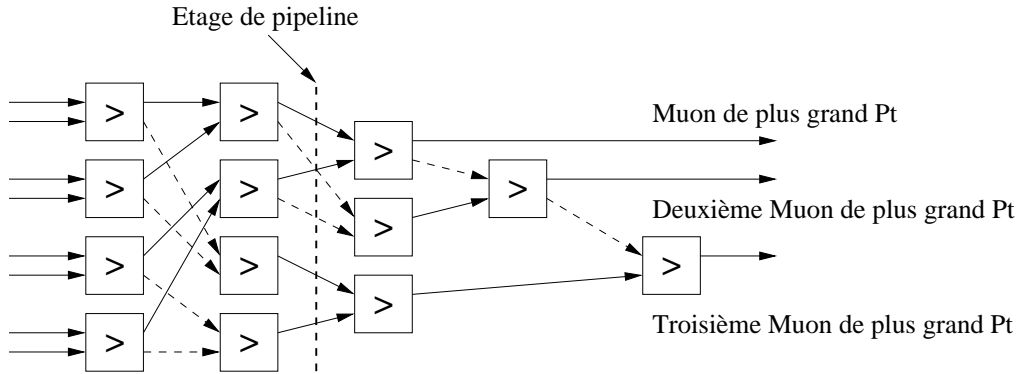 Etage de pipeline
> > > Muon de plus grand Pt
> > > >
Deuxième Muon de plus grand Pt
> > > >
> > Troisième Muon de plus grand Pt